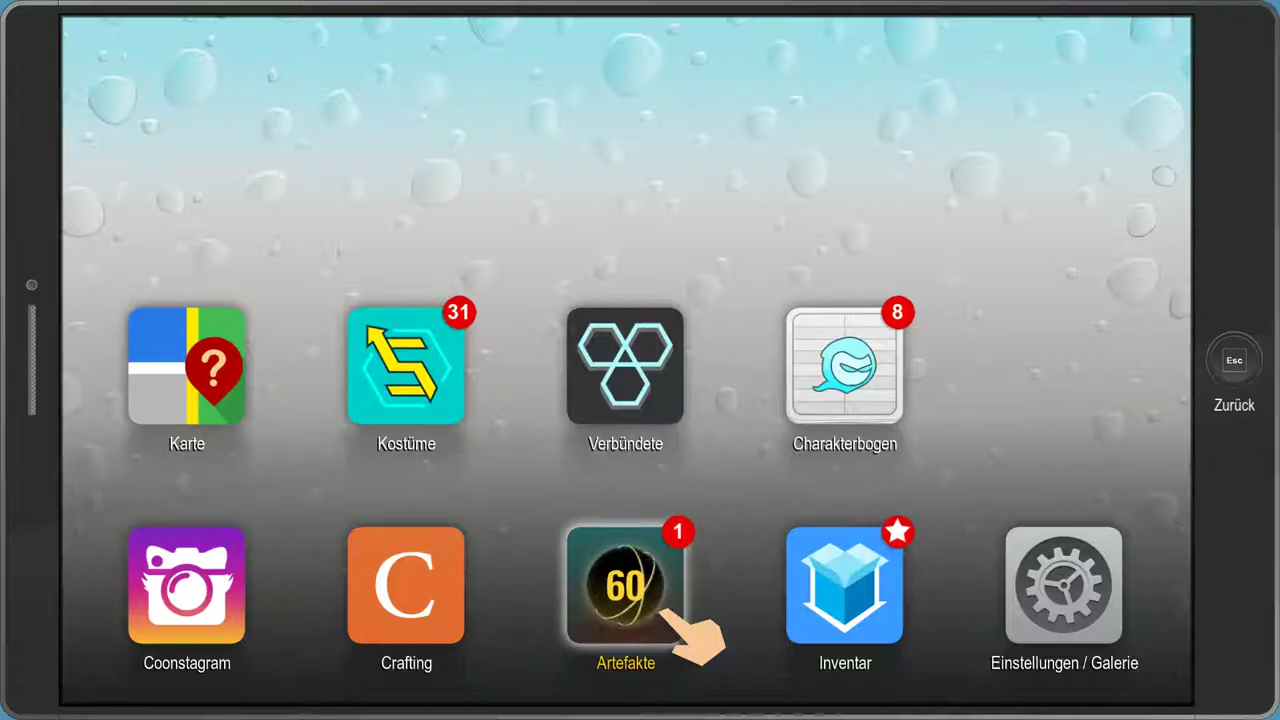 31
8
?
Karte
Kostüme
Verbündete
Charakterbogen
Esc
Zurück
1
C
60
Coonstagram
Crafting
Artefakte
Inventar
Einstellungen / Galerie